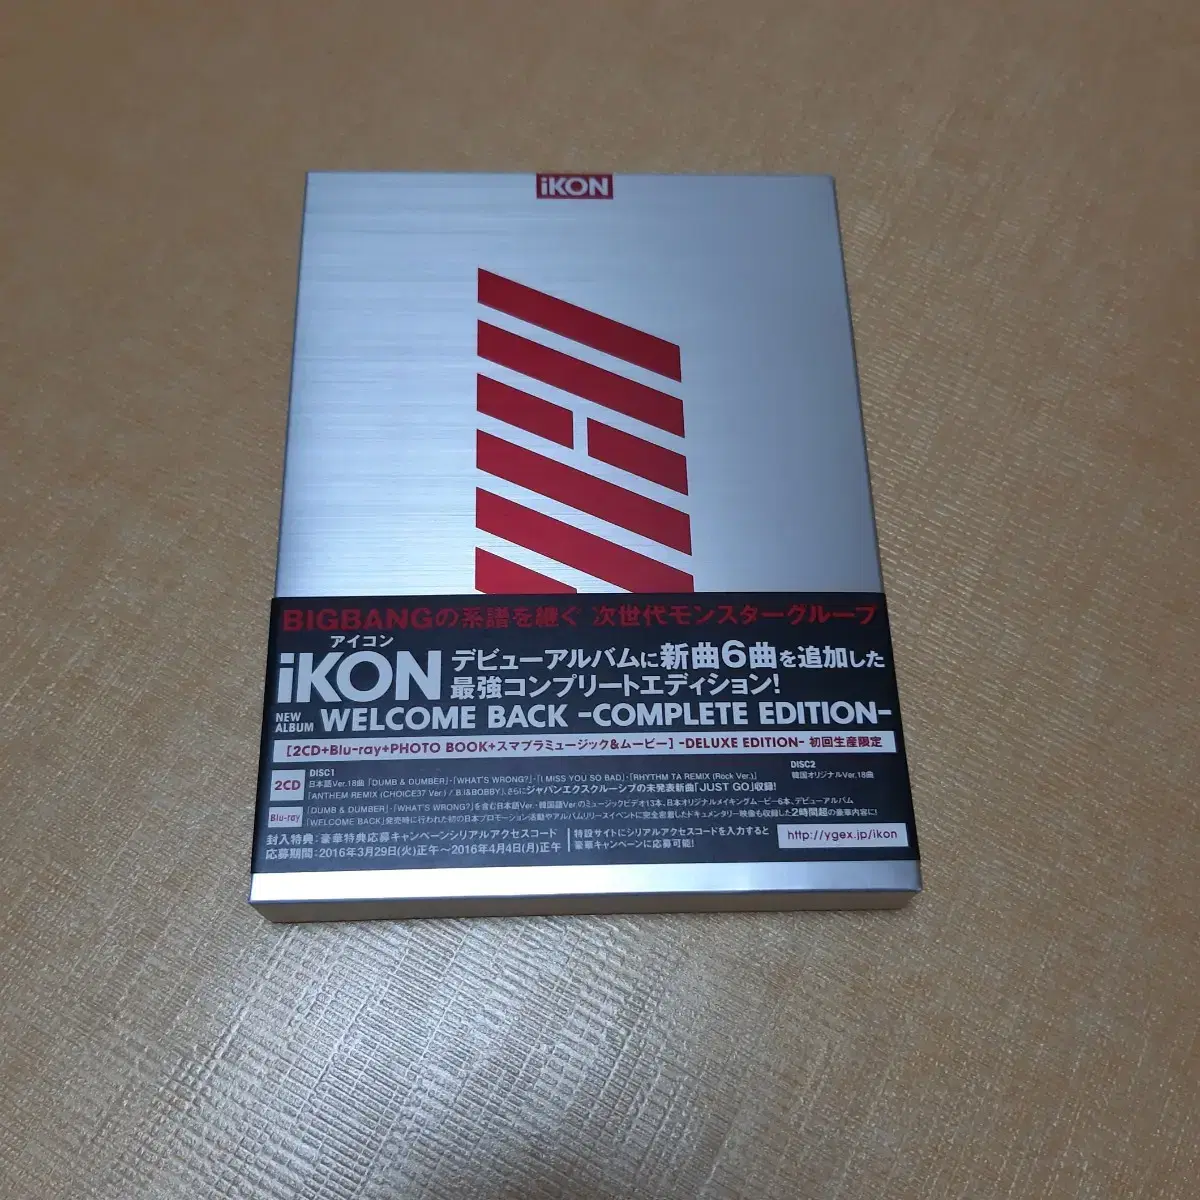 iKON
BIGBANGの系譜を継ぐ 次世代モンスターグループ
アイコン
iKON
デビューアルバムに新曲6曲を追加した
最強コンプリートエディション!
NEW ALBUM WELCOME BACK -COMPLETE EDITION-
[2CD+Blu-ray+PHOTO BOOK+スマプラミュージック&ムービー] -DELUXE EDITION- 初回生産限定
2CD
DISC1
日本語Ver.18曲 「DUMB & DUMBER」・「WHAT'S WRONG?」・「I MISS YOU SO BAD」・「RHYTHM TA REMIX (Rock Ver.)」
「ANTHEM REMIX (CHOICE37 Ver.) / B.I&BOBBY」、さらにジャパンエクスクルーシブの未発表新曲「JUST GO」収録!
DISC2
韓国オリジナルVer.18曲
Blu-ray
「DUMB & DUMBER」・「WHAT'S WRONG?」を含む日本語Ver.・韓国語Ver.のミュージックビデオ13本、日本オリジナルメイキングムービー6本、デビューアルバム
「WELCOME BACK」発売時に行われた初の日本プロモーション活動やアルバムリリースイベントに完全密着したドキュメンタリー映像も収録した2時間超の豪華内容に!
封入特典:豪華特典応募キャンペーンシリアルアクセスコード
応募期間:2016年3月29日(火)正午〜2016年4月4日(月)正午
特設サイトにシリアルアクセスコードを入力すると
豪華キャンペーンに応募可能!
http://ygex.jp/ikon